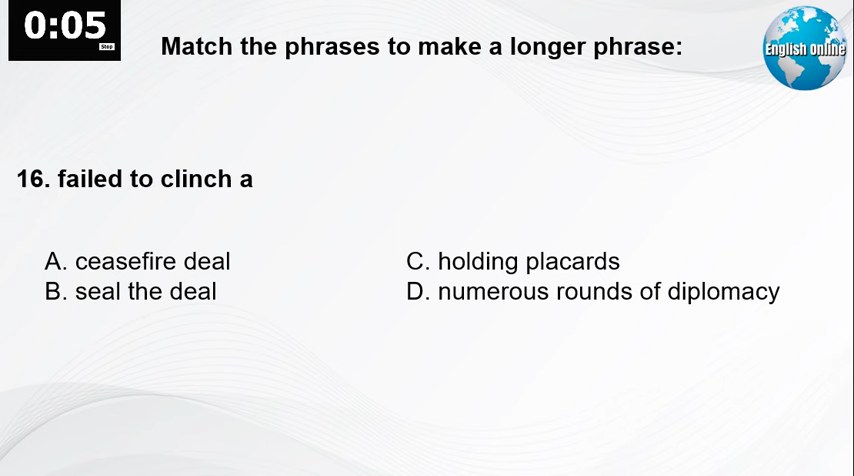 0:05
Stop
Match the phrases to make a longer phrase:
English Online
16. failed to clinch a
A. ceasefire deal
B. seal the deal
C. holding placards
D. numerous rounds of diplomacy